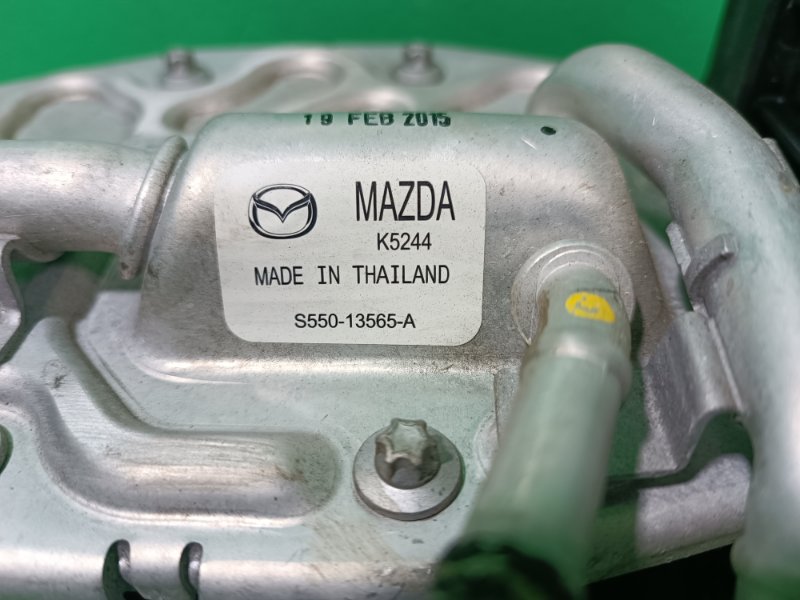 19 FEB 2015
MAZDA
K5244
MADE IN THAILAND
S550-13565-A